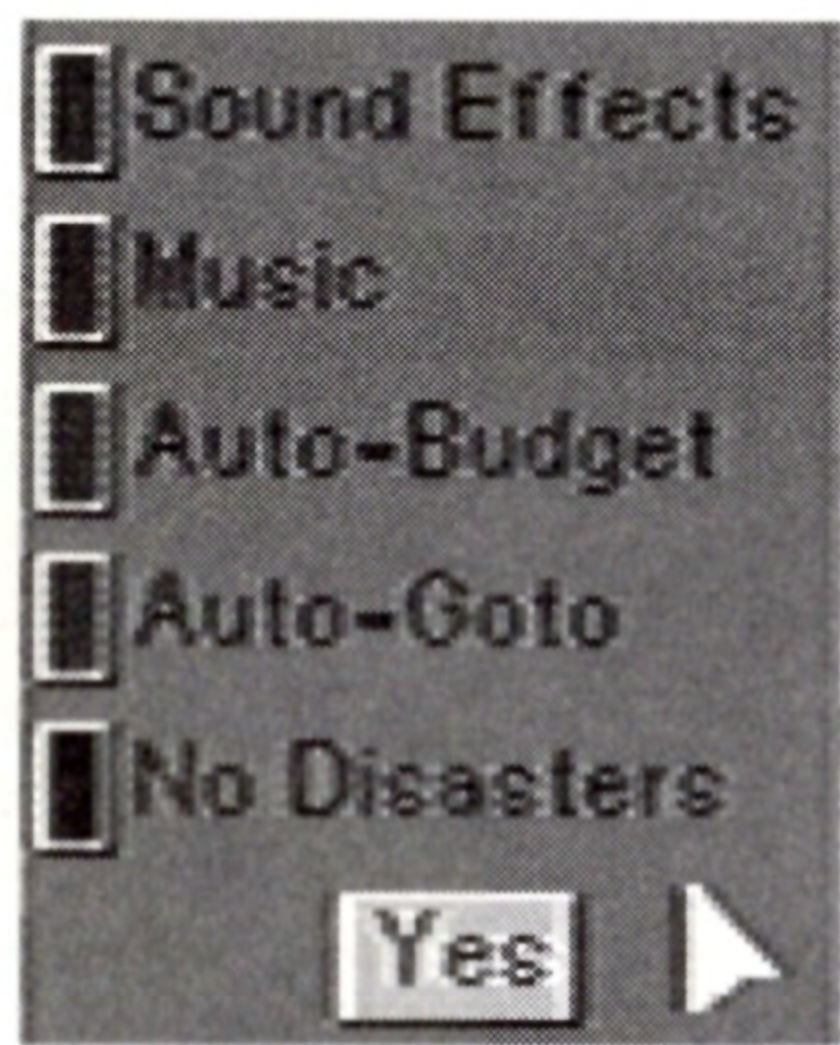 Sound Effects
Music
Auto-Budget
Auto-Goto
No Disasters
Yes